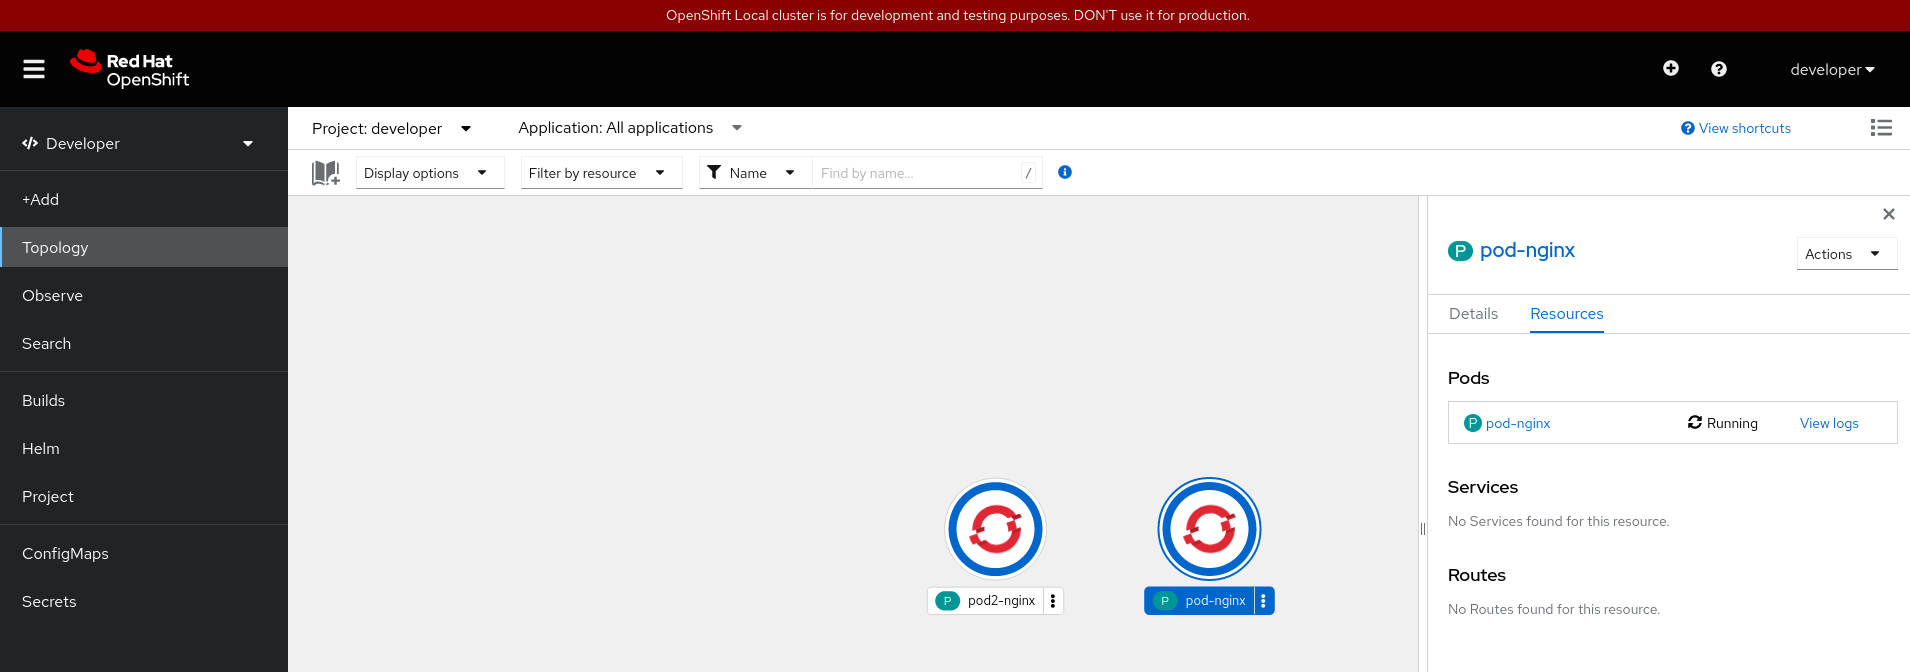 OpenShift Local cluster is for development and testing purposes. DON'T use it for production.
Red Hat
OpenShift
developer
Developer
+Add
Topology
Observe
Search
Builds
Helm
Project
ConfigMaps
Secrets
Project: developer
Application: All applications
View shortcuts
Display options
Filter by resource
Name
Find by name...
/
pod-nginx
P
Actions
Details
Resources
Pods
P pod-nginx
Running
View logs
Services
No Services found for this resource.
Routes
No Routes found for this resource.
P pod2-nginx
P pod-nginx